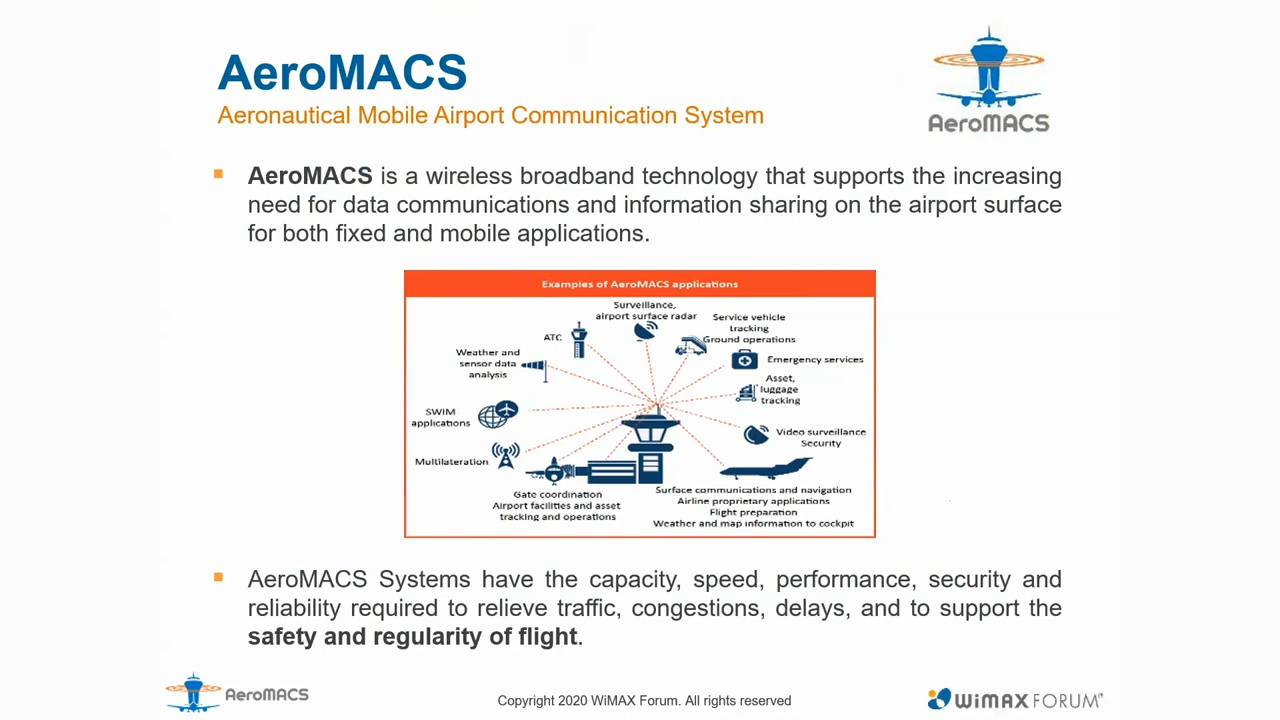 AeroMACS
Aeronautical Mobile Airport Communication System
AeroMACS
AeroMACS is a wireless broadband technology that supports the increasing
need for data communications and information sharing on the airport surface
for both fixed and mobile applications.
Examples of AeroMACS applications
Surveillance,
airport surface radar
Service vehicle
tracking
Ground operations
ATC
Weather and
sensor data
analysis
Emergency services
Asset,
luggage
tracking
SWIM
applications
Video surveillance
Security
Multilateration
Gate coordination
Airport facilities and asset
tracking and operations
Surface communications and navigation
Airline proprietary applications
Flight preparation
Weather and map information to cockpit
AeroMACS Systems have the capacity, speed, performance, security and
reliability required to relieve traffic, congestions, delays, and to support the
safety and regularity of flight.
AeroMACS
Copyright 2020 WiMAX Forum. All rights reserved
WiMAX FORUM